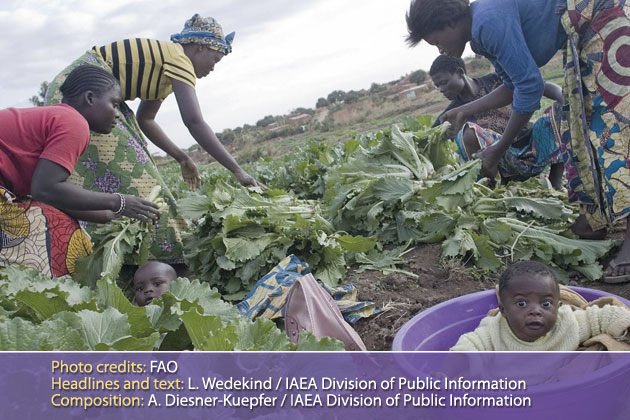 Photo credits: FAO
Headlines and text: L. Wedekind / IAEA Division of Public Information
Composition: A. Diesner-Kuepfer / IAEA Division of Public Information